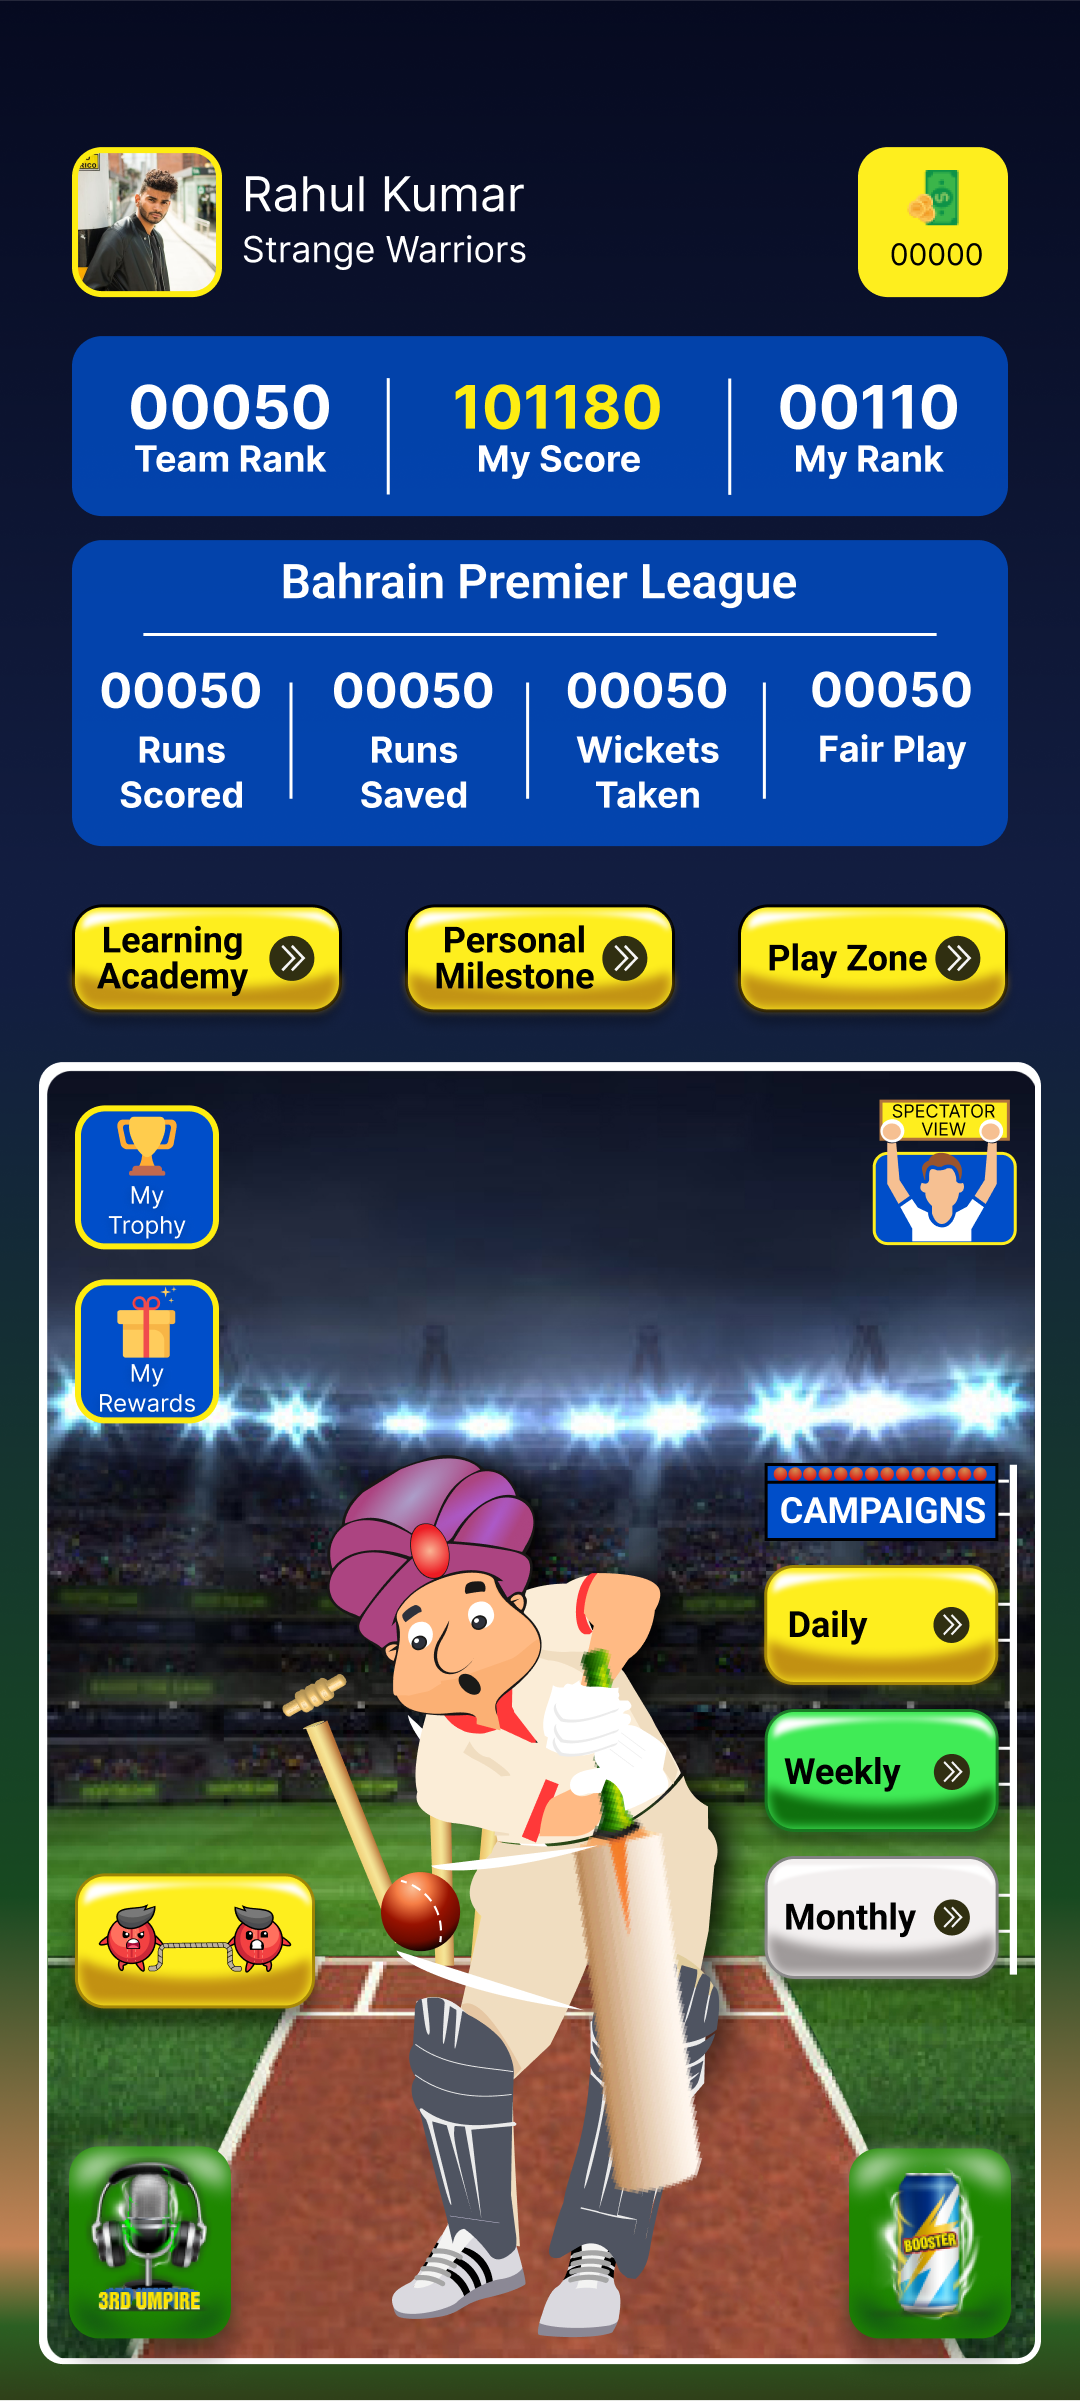 Rahul Kumar
Strange Warriors
00000
00050
Team Rank
101180
My Score
00110
My Rank
Bahrain Premier League
00050
Runs
Scored
00050
Runs
Saved
00050
Wickets
Taken
00050
Fair Play
Learning
Academy
Personal
Milestone
Play Zone
My
Trophy
SPECTATOR
VIEW
My
Rewards
CAMPAIGNS
Daily
Weekly
Monthly
3RD UMPIRE
BOOSTER